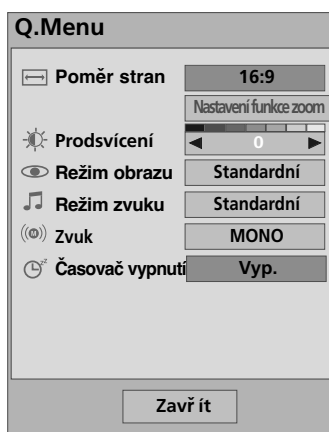 Q.Menu
Poměr stran 16:9
Nastavení funkce zoom
Prodsvícení ◄ 0 ►
Režim obrazu Standardní
Režim zvuku Standardní
Zvuk MONO
Časovač vypnutí Vyp.
Zavř ít